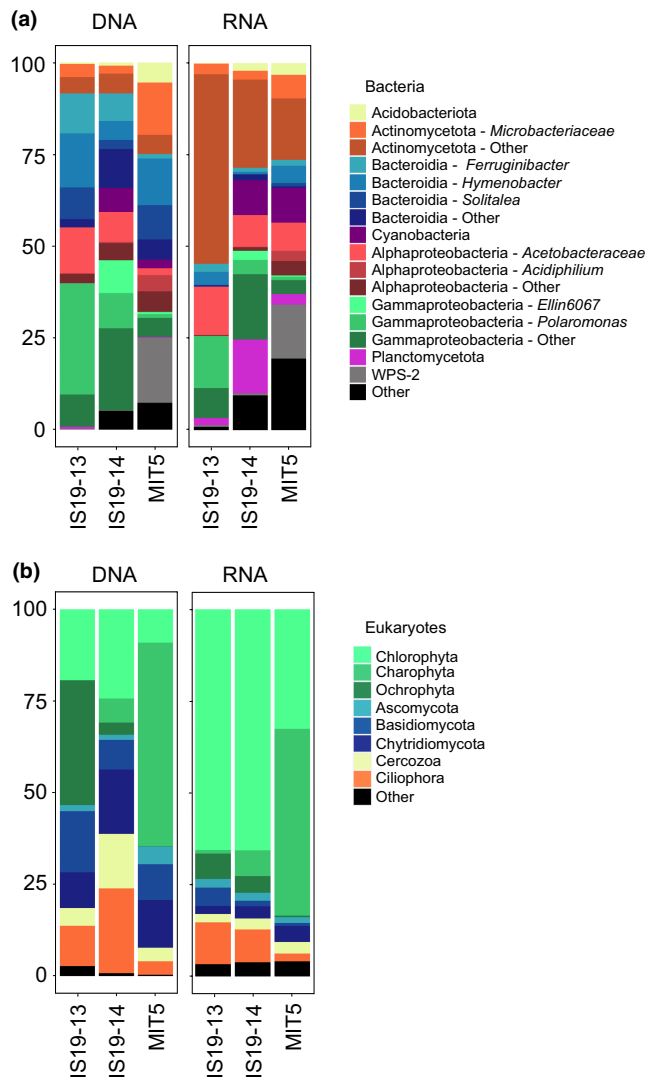 (a)
DNA
RNA
100
75
50
25
0
IS19-13
IS19-14
MIT5
IS19-13
IS19-14
MIT5
Bacteria
Acidobacteriota
Actinomycetota - Microbacteriaceae
Actinomycetota - Other
Bacteroidia - Ferruginibacter
Bacteroidia - Hymenobacter
Bacteroidia - Solitalea
Bacteroidia - Other
Cyanobacteria
Alphaproteobacteria - Acetobacteraceae
Alphaproteobacteria - Acidiphilium
Alphaproteobacteria - Other
Gammaproteobacteria - Ellin6067
Gammaproteobacteria - Polaromonas
Gammaproteobacteria - Other
Planctomycetota
WPS-2
Other
(b)
DNA
RNA
100
75
50
25
0
IS19-13
IS19-14
MIT5
IS19-13
IS19-14
MIT5
Eukaryotes
Chlorophyta
Charophyta
Ochrophyta
Ascomycota
Basidiomycota
Chytridiomycota
Cercozoa
Ciliophora
Other